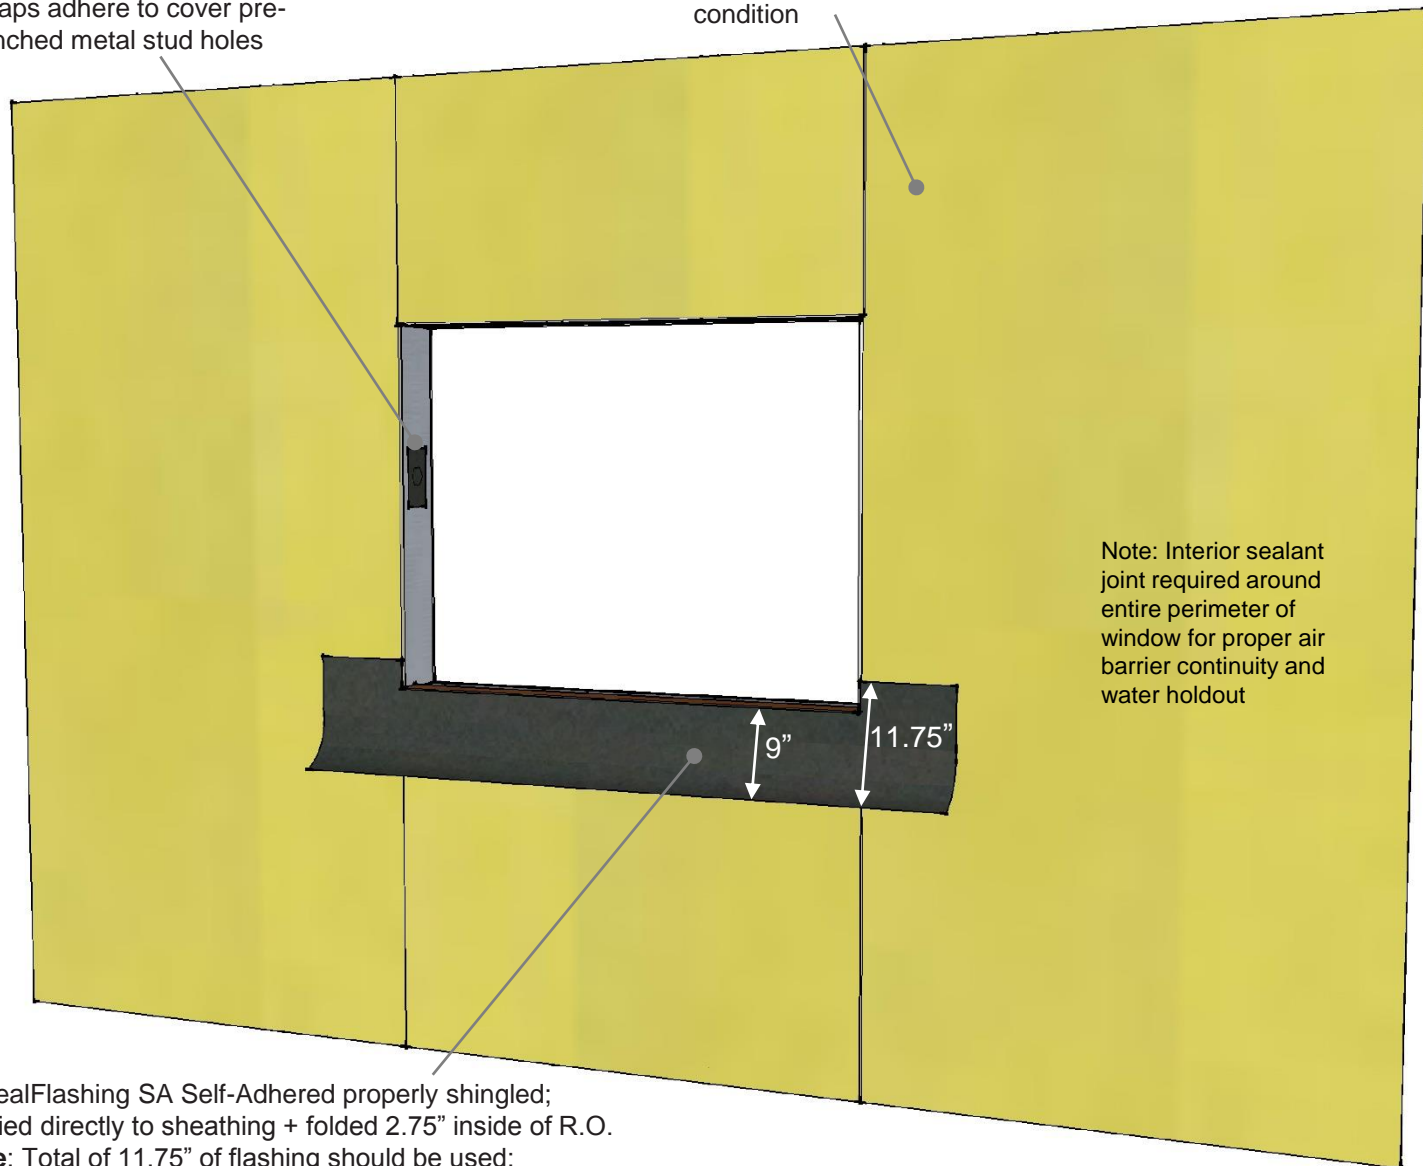 aps adhere to cover pre-
nched metal stud holes
condition
Note: Interior sealant
joint required around
entire perimeter of
window for proper air
barrier continuity and
water holdout
9”
11.75”
ealFlashing SA Self-Adhered properly shingled;
ied directly to sheathing + folded 2.75” inside of R.O.
e: Total of 11.75” of flashing should be used;